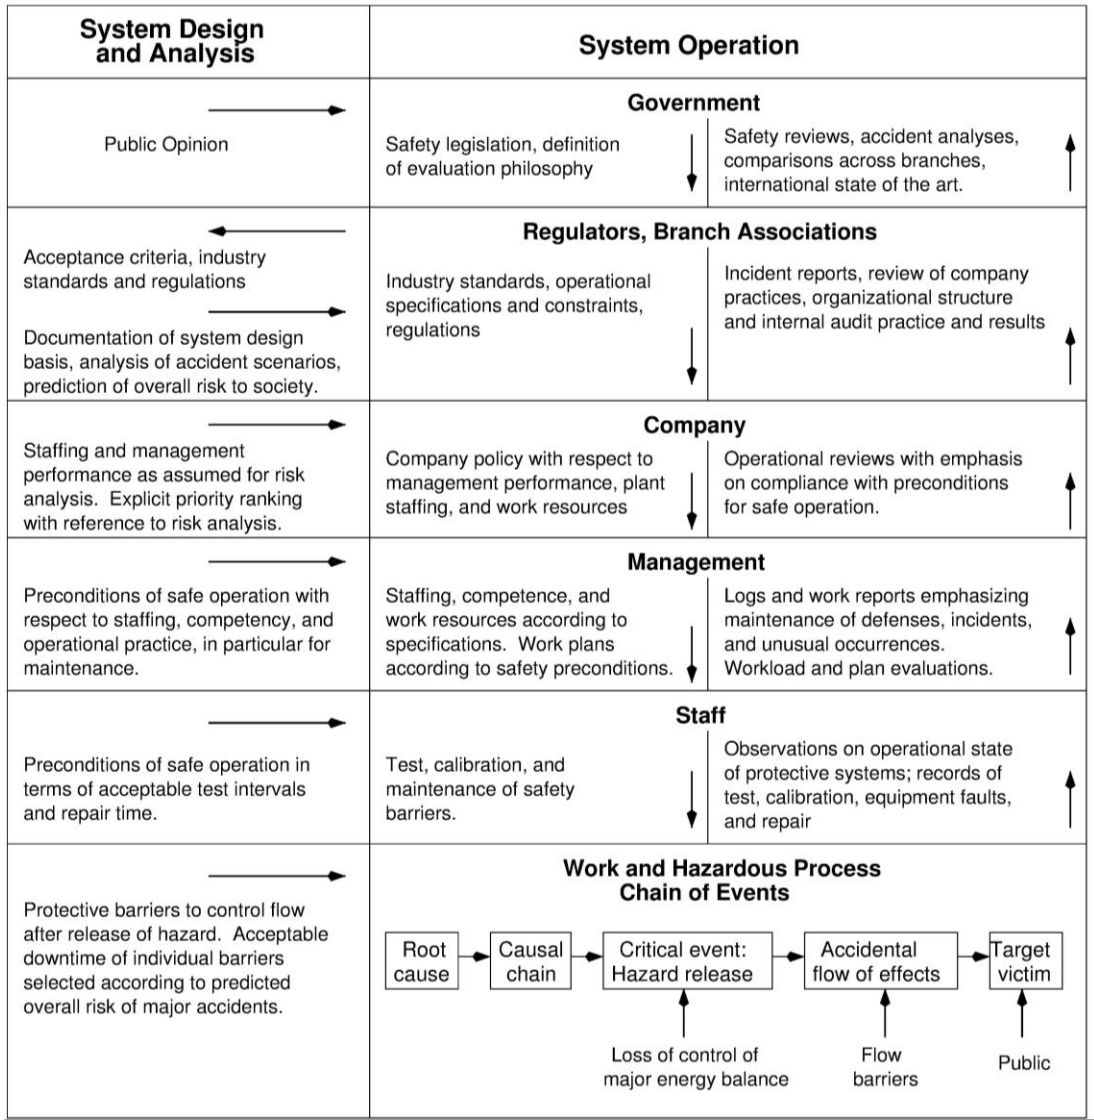 System Design
and Analysis
System Operation
Public Opinion
Government
Safety legislation, definition
of evaluation philosophy
Safety reviews, accident analyses,
comparisons across branches,
international state of the art.
Acceptance criteria, industry
standards and regulations
Documentation of system design
basis, analysis of accident scenarios,
prediction of overall risk to society.
Regulators, Branch Associations
Industry standards, operational
specifications and constraints,
regulations
Incident reports, review of company
practices, organizational structure
and internal audit practice and results
Staffing and management
performance as assumed for risk
analysis. Explicit priority ranking
with reference to risk analysis.
Company
Company policy with respect to
management performance, plant
staffing, and work resources
Operational reviews with emphasis
on compliance with preconditions
for safe operation.
Preconditions of safe operation with
respect to staffing, competency, and
operational practice, in particular for
maintenance.
Management
Staffing, competence, and
work resources according to
specifications. Work plans
according to safety preconditions.
Logs and work reports emphasizing
maintenance of defenses, incidents,
and unusual occurrences.
Workload and plan evaluations.
Preconditions of safe operation in
terms of acceptable test intervals
and repair time.
Staff
Test, calibration, and
maintenance of safety
barriers.
Observations on operational state
of protective systems; records of
test, calibration, equipment faults,
and repair
Protective barriers to control flow
after release of hazard. Acceptable
downtime of individual barriers
selected according to predicted
overall risk of major accidents.
Work and Hazardous Process
Chain of Events
Root
cause
Causal
chain
Critical event:
Hazard release
Accidental
flow of effects
Target
victim
Loss of control of
major energy balance
Flow
barriers
Public